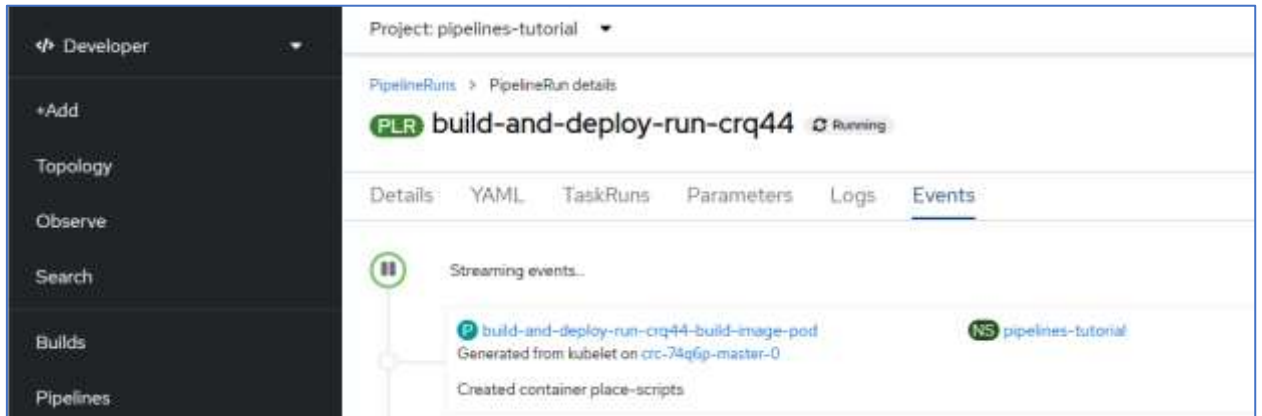 </> Developer
+Add
Topology
Observe
Search
Builds
Pipelines
Project: pipelines-tutorial
PipelineRuns > PipelineRun details
PLR build-and-deploy-run-crq44 Running
Details YAML TaskRuns Parameters Logs Events
Streaming events...
P build-and-deploy-run-crq44-build-image-pod NS pipelines-tutorial
Generated from kubelet on crc-74q6p-master-0
Created container place-scripts